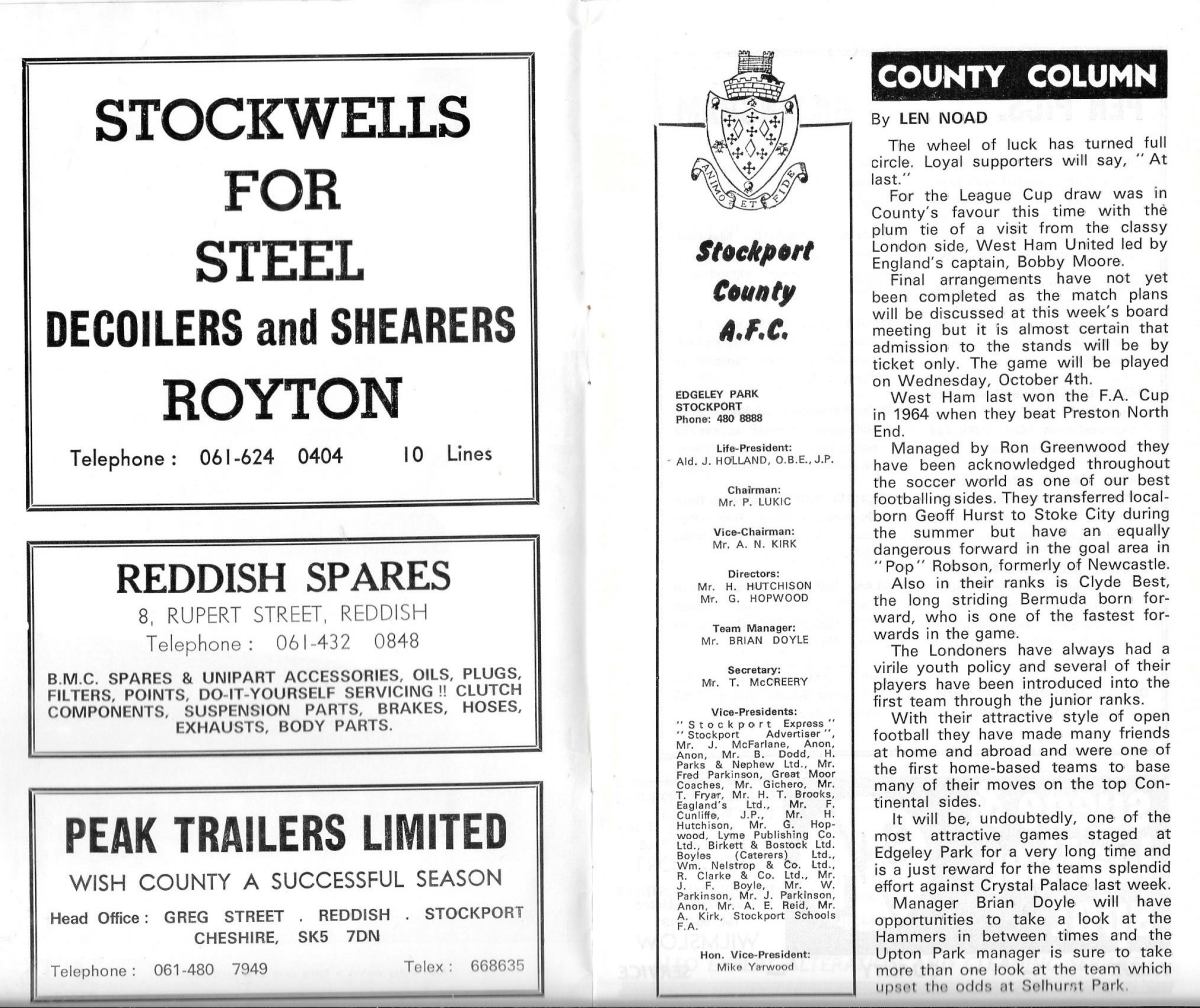 STOCKWELLS
FOR
STEEL
DECOILERS and SHEARERS
ROYTON
Telephone : 061-624 0404 10 Lines
REDDISH SPARES
8, RUPERT STREET, REDDISH
Telephone : 061-432 0848
B.M.C. SPARES & UNIPART ACCESSORIES, OILS, PLUGS,
FILTERS, POINTS, DO-IT-YOURSELF SERVICING !! CLUTCH
COMPONENTS, SUSPENSION PARTS, BRAKES, HOSES,
EXHAUSTS, BODY PARTS.
PEAK TRAILERS LIMITED
WISH COUNTY A SUCCESSFUL SEASON
Head Office : GREG STREET . REDDISH . STOCKPORT
CHESHIRE, SK5 7DN
Telephone : 061-480 7949 Telex : 668635
ANIMO ET FIDE
Stockport
County
A.F.C.
EDGELEY PARK
STOCKPORT
Phone: 480 8888
Life-President:
Ald. J. HOLLAND, O.B.E., J.P.
Chairman:
Mr. P. LUKIC
Vice-Chairman:
Mr. A. N. KIRK
Directors:
Mr. H. HUTCHISON
Mr. G. HOPWOOD
Team Manager:
Mr. BRIAN DOYLE
Secretary:
Mr. T. McCREERY
Vice-Presidents:
"Stockport Express"
"Stockport Advertiser",
Mr. J. McFarlane, Anon,
Anon, Mr. B. Dodd, H.
Parks & Nephew Ltd., Mr.
Fred Parkinson, Great Moor
Coaches, Mr. Gichero, Mr.
T. Fryar, Mr. H. T. Brooks,
Eagland's Ltd., Mr. F.
Cunliffe, J.P., Mr. H.
Hutchison, Mr. G. Hop-
wood, Lyme Publishing Co.
Ltd., Birkett & Bostock Ltd.
Boyles (Caterers) Ltd.,
Wm. Nelstrop & Co. Ltd.,
R. Clarke & Co. Ltd., Mr.
J. F. Boyle, Mr. W.
Parkinson, Mr. J. Parkinson,
Anon, Mr. A. E. Reid, Mr.
A. Kirk, Stockport Schools
F.A.
Hon. Vice-President:
Mike Yarwood
COUNTY COLUMN
By LEN NOAD
The wheel of luck has turned full
circle. Loyal supporters will say, "At
last."
For the League Cup draw was in
County's favour this time with the
plum tie of a visit from the classy
London side, West Ham United led by
England's captain, Bobby Moore.
Final arrangements have not yet
been completed as the match plans
will be discussed at this week's board
meeting but it is almost certain that
admission to the stands will be by
ticket only. The game will be played
on Wednesday, October 4th.
West Ham last won the F.A. Cup
in 1964 when they beat Preston North
End.
Managed by Ron Greenwood they
have been acknowledged throughout
the soccer world as one of our best
footballing sides. They transferred local-
born Geoff Hurst to Stoke City during
the summer but have an equally
dangerous forward in the goal area in
"Pop" Robson, formerly of Newcastle.
Also in their ranks is Clyde Best,
the long striding Bermuda born for-
ward, who is one of the fastest for-
wards in the game.
The Londoners have always had a
virile youth policy and several of their
players have been introduced into the
first team through the junior ranks.
With their attractive style of open
football they have made many friends
at home and abroad and were one of
the first home-based teams to base
many of their moves on the top Con-
tinental sides.
It will be, undoubtedly, one of the
most attractive games staged at
Edgeley Park for a very long time and
is a just reward for the teams splendid
effort against Crystal Palace last week.
Manager Brian Doyle will have
opportunities to take a look at the
Hammers in between times and the
Upton Park manager is sure to take
more than one look at the team which
upset the odds at Selhurst Park.